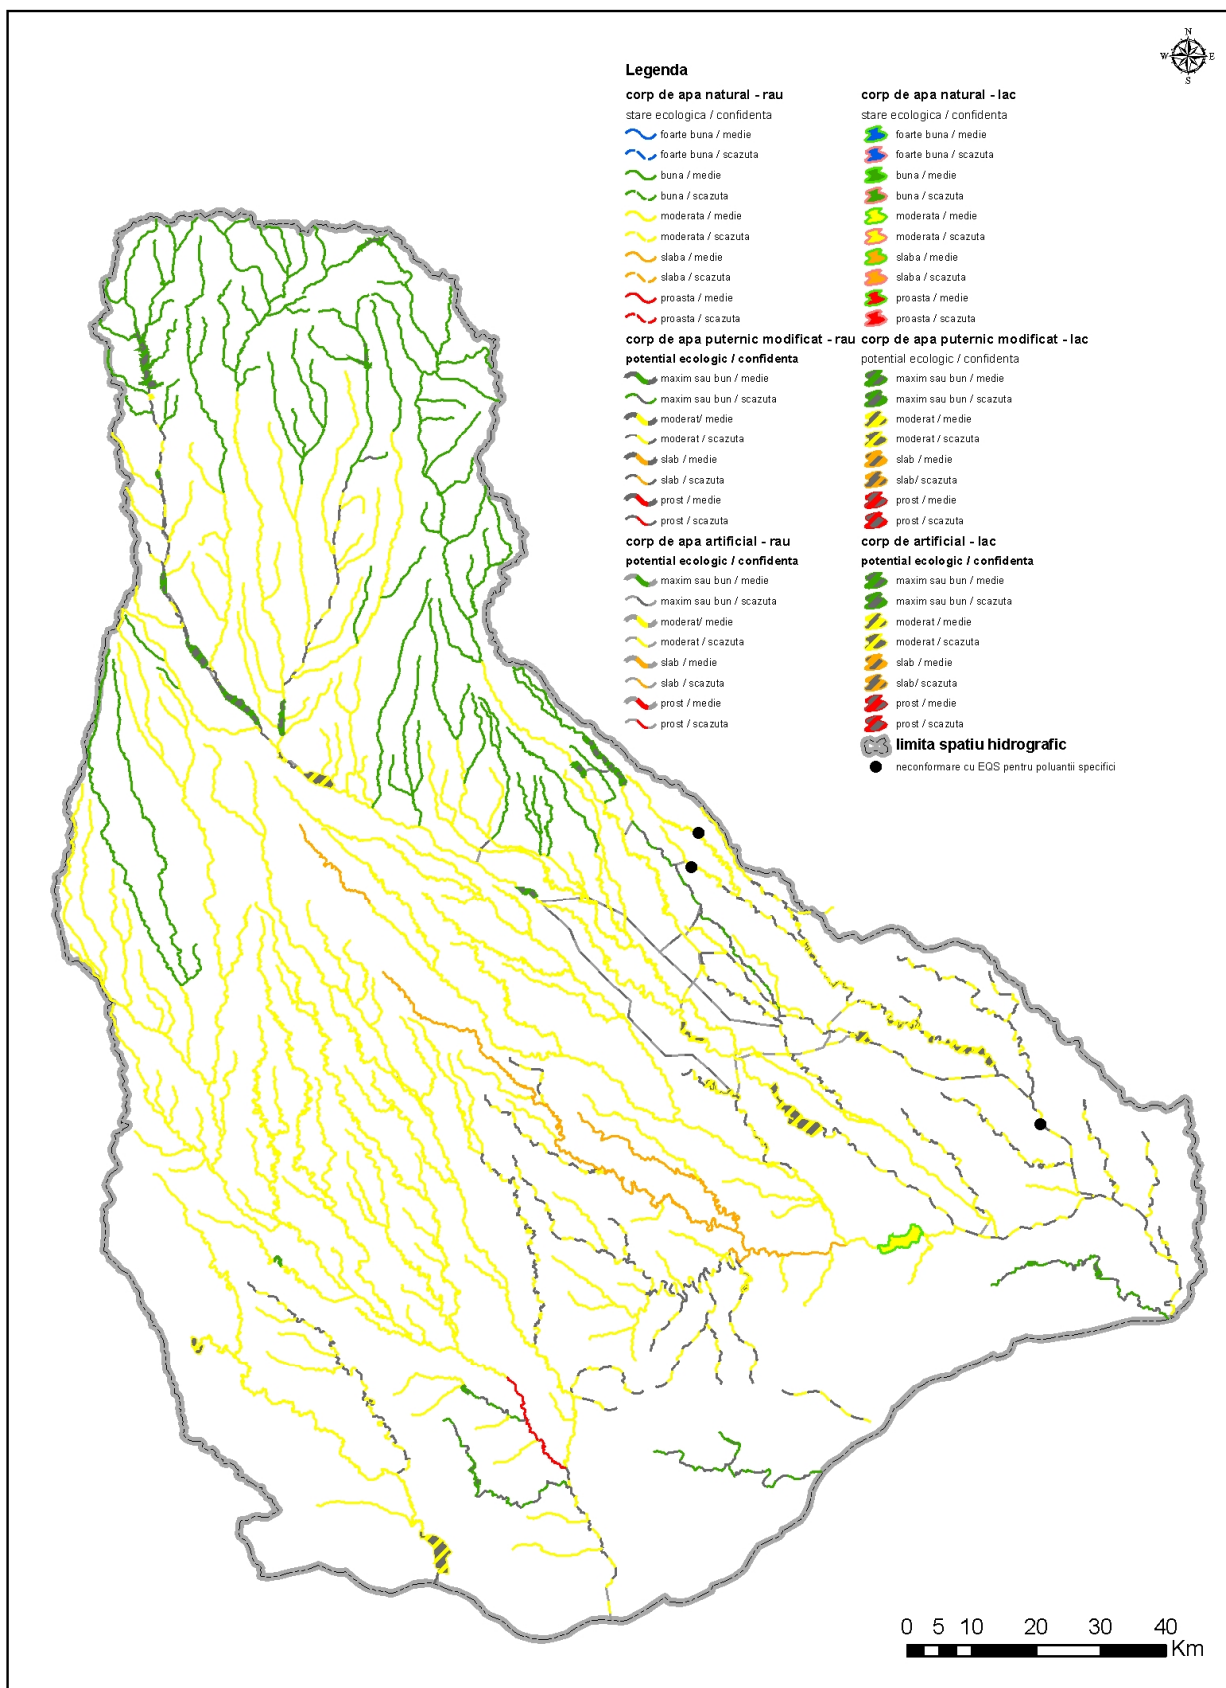 N
W E
S
Legenda
corp de apa natural - rau
stare ecologica / confidenta
foarte buna / medie
foarte buna / scazuta
buna / medie
buna / scazuta
moderata / medie
moderata / scazuta
slaba / medie
slaba / scazuta
proasta / medie
proasta / scazuta
corp de apa puternic modificat - rau
potential ecologic / confidenta
maxim sau bun / medie
maxim sau bun / scazuta
moderat/ medie
moderat / scazuta
slab / medie
slab / scazuta
prost / medie
prost / scazuta
corp de apa artificial - rau
potential ecologic / confidenta
maxim sau bun / medie
maxim sau bun / scazuta
moderat/ medie
moderat / scazuta
slab / medie
slab / scazuta
prost / medie
prost / scazuta
corp de apa natural - lac
stare ecologica / confidenta
foarte buna / medie
foarte buna / scazuta
buna / medie
buna / scazuta
moderata / medie
moderata / scazuta
slaba / medie
slaba / scazuta
proasta / medie
proasta / scazuta
corp de apa puternic modificat - lac
potential ecologic / confidenta
maxim sau bun / medie
maxim sau bun / scazuta
moderat / medie
moderat / scazuta
slab / medie
slab/ scazuta
prost / medie
prost / scazuta
corp de artificial - lac
potential ecologic / confidenta
maxim sau bun / medie
maxim sau bun / scazuta
moderat / medie
moderat / scazuta
slab / medie
slab/ scazuta
prost / medie
prost / scazuta
limita spatiu hidrografic
neconformare cu EQS pentru poluantii specifici
0 5 10 20 30 40
Km